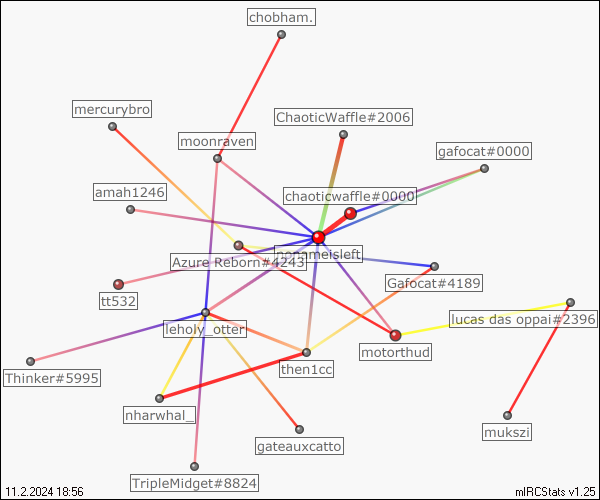 chobham.
mercurybro
ChaoticWaffle#2006
moonraven
gafocat#0000
amah1246
chaoticwaffle#0000
nonameisleft
Azure Reborn#4243
Gafocat#4189
tt532
lucas das oppai#2396
leholy_otter
motorthud
then1cc
Thinker#5995
nharwhal_
mukszi
gateauxcatto
TripleMidget#8824
11.2.2024 18:56
mIRCStats v1.25